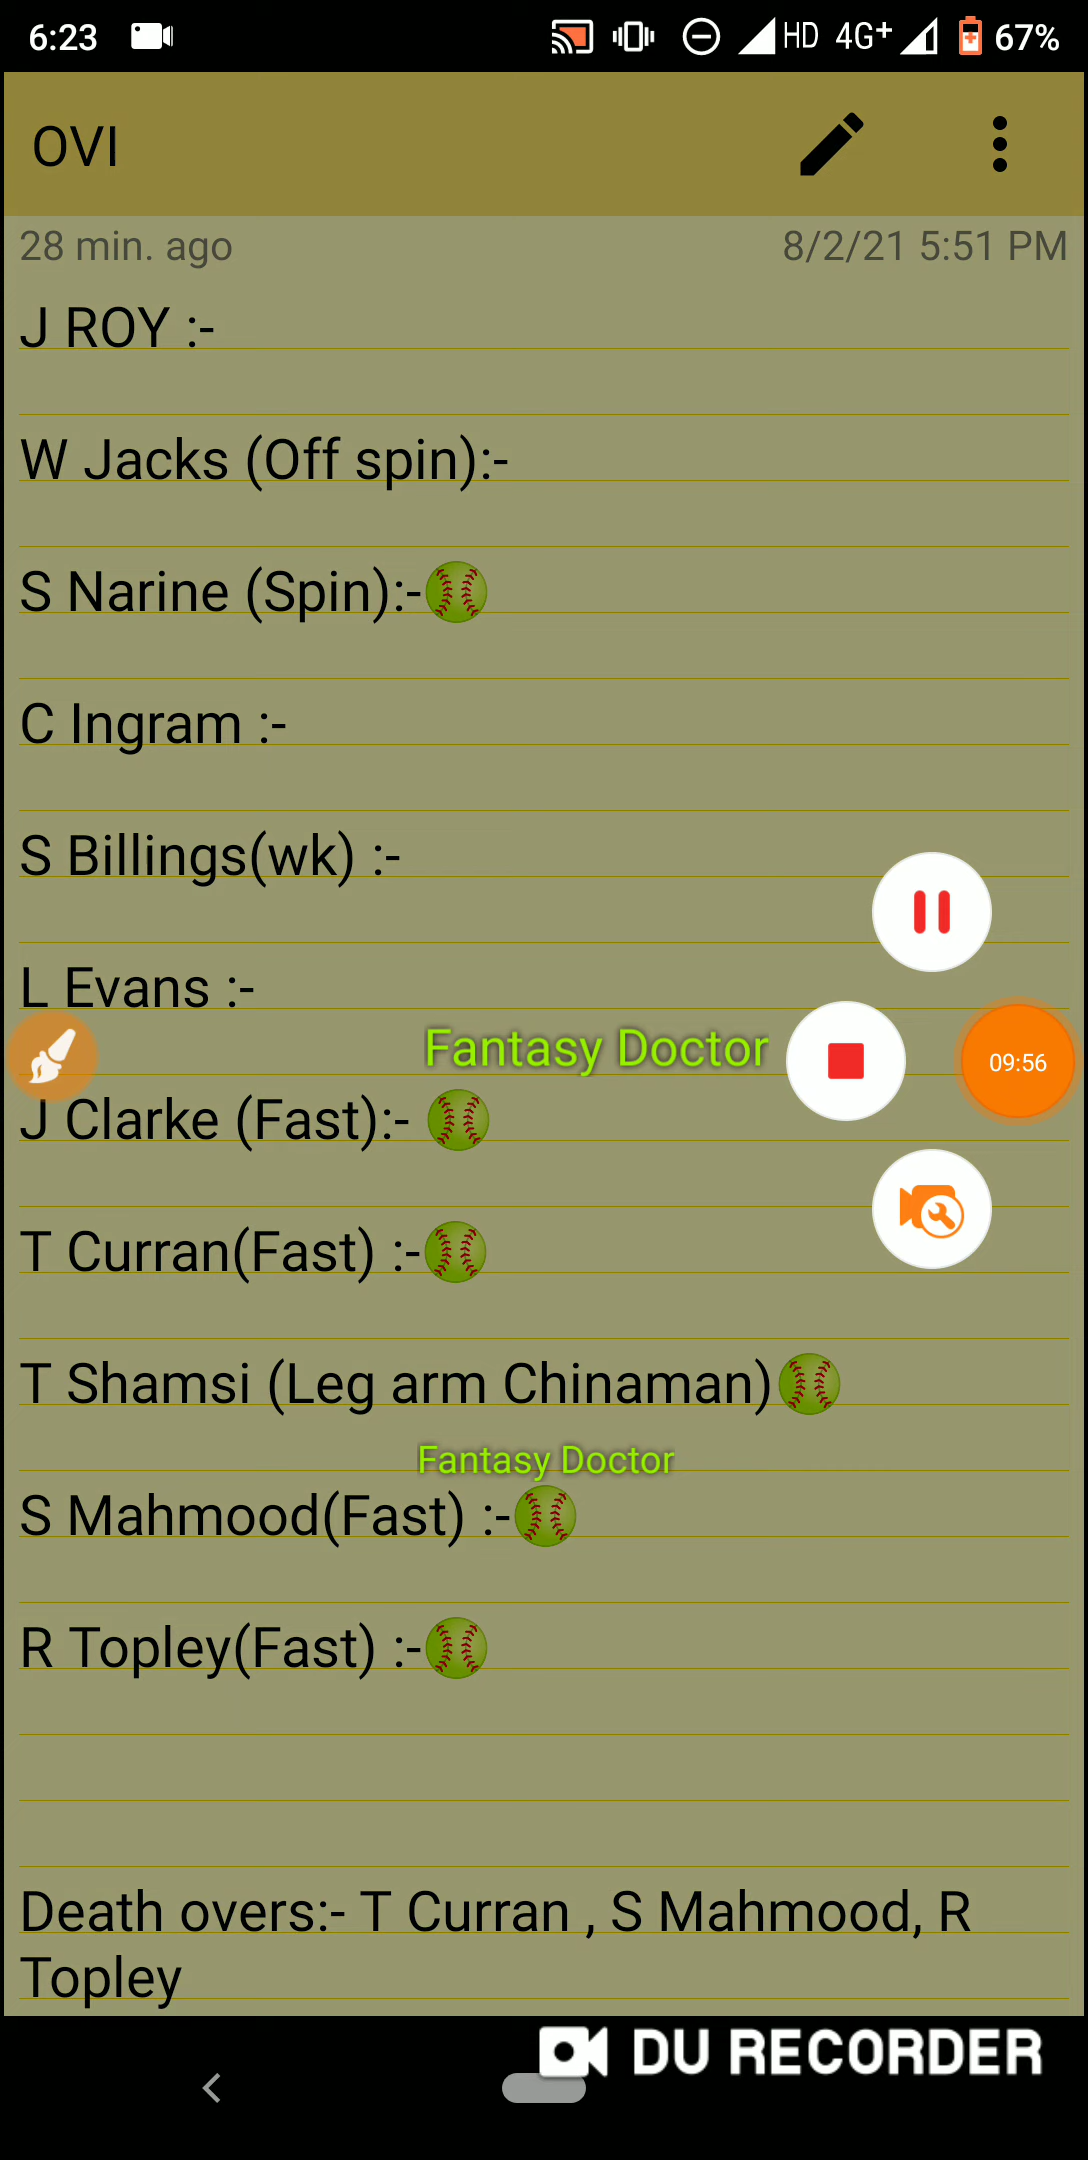 6:23 HD 4G+ 67%
OVI
28 min. ago 8/2/21 5:51 PM
J ROY :-
W Jacks (Off spin):-
S Narine (Spin):-
C Ingram :-
S Billings(wk) :-
L Evans :-
Fantasy Doctor
09:56
J Clarke (Fast):-
T Curran(Fast) :-
T Shamsi (Leg arm Chinaman)
Fantasy Doctor
S Mahmood(Fast) :-
R Topley(Fast) :-
Death overs:- T Curran , S Mahmood, R
Topley
DU RECORDER